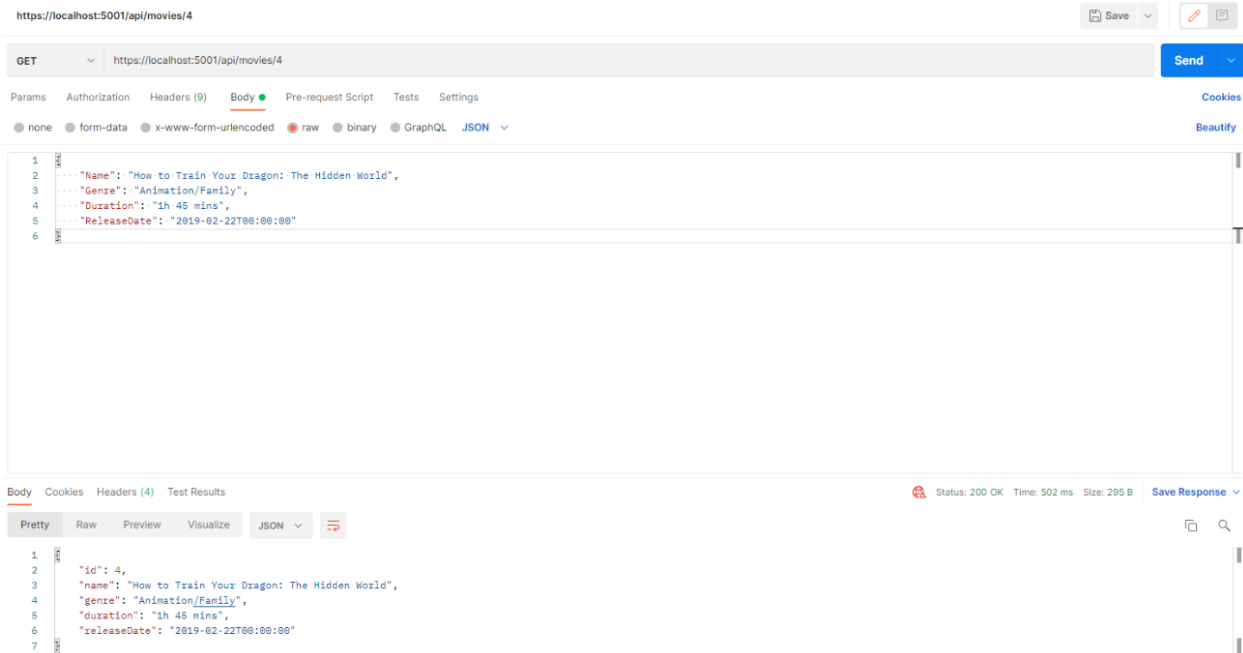 https://localhost:5001/api/movies/4
Save
GET https://localhost:5001/api/movies/4 Send
Params Authorization Headers (9) Body Pre-request Script Tests Settings Cookies
none form-data x-www-form-urlencoded raw binary GraphQL JSON Beautify
1 {
2 "Name": "How to Train Your Dragon: The Hidden World",
3 "Genre": "Animation/Family",
4 "Duration": "1h 45 mins",
5 "ReleaseDate": "2019-02-22T00:00:00"
6 }
Body Cookies Headers (4) Test Results Status: 200 OK Time: 502 ms Size: 295 B Save Response
Pretty Raw Preview Visualize JSON
1 {
2 "id": 4,
3 "name": "How to Train Your Dragon: The Hidden World",
4 "genre": "Animation/Family",
5 "duration": "1h 45 mins",
6 "releaseDate": "2019-02-22T00:00:00"
7 }